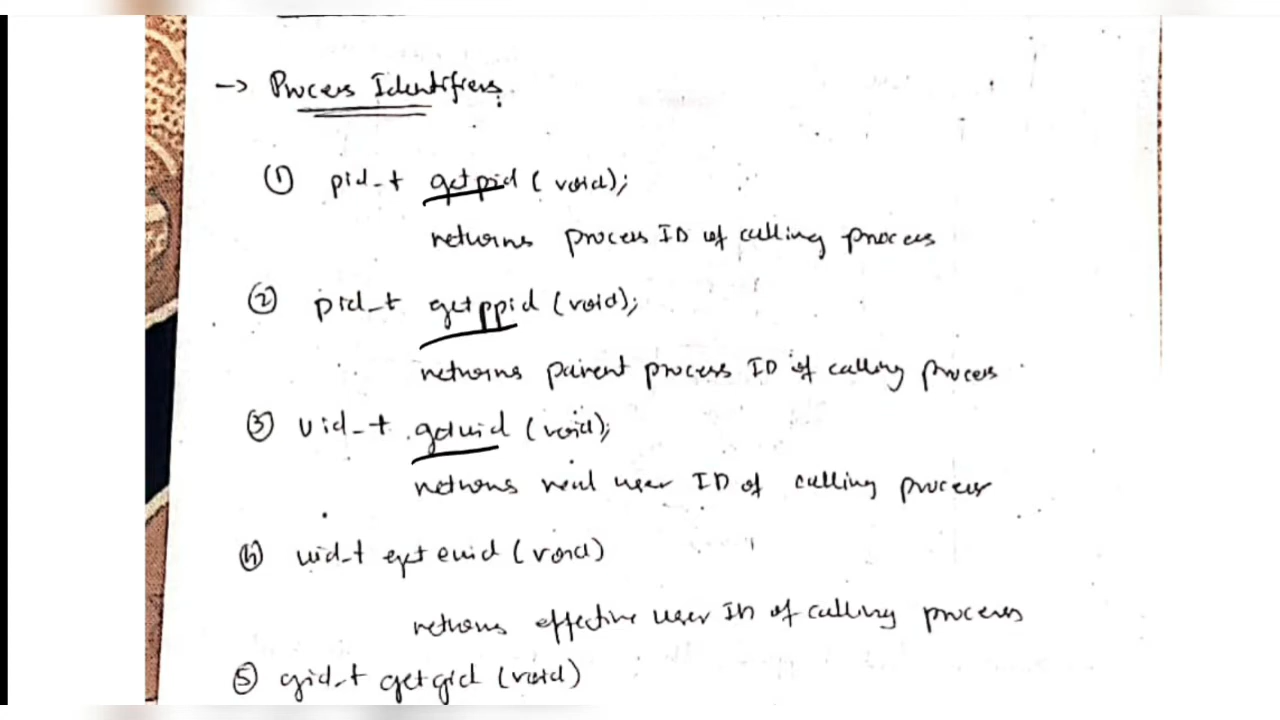 → Process Identifiers:
① pid_t getpid ( void);
returns process ID of calling process
② pid_t getppid (void);
returns parent process ID of calling process
③ uid_t getuid (void);
returns real user ID of calling process
④ uid_t geteuid (void)
returns effective user ID of calling process
⑤ gid_t getgid (void)